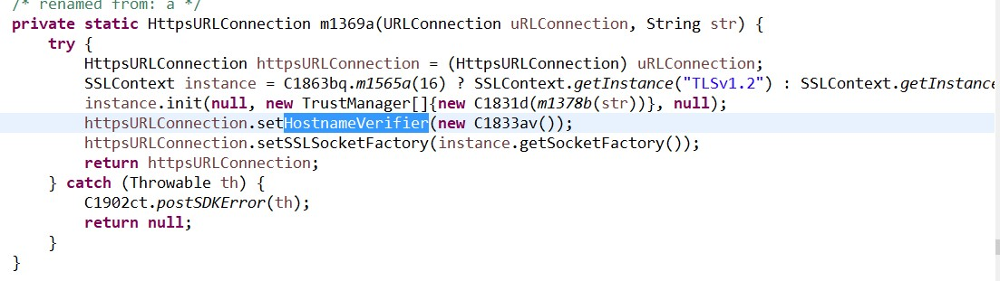 /* renamed from: a */
private static HttpsURLConnection m1369a(URLConnection uRLConnection, String str) {
try {
HttpsURLConnection httpsURLConnection = (HttpsURLConnection) uRLConnection;
SSLContext instance = C1863bq.m1565a(16) ? SSLContext.getInstance("TLSv1.2") : SSLContext.getInstance
instance.init(null, new TrustManager[]{new C1831d(m1378b(str))}, null);
httpsURLConnection.setHostnameVerifier(new C1833av());
httpsURLConnection.setSSLSocketFactory(instance.getSocketFactory());
return httpsURLConnection;
} catch (Throwable th) {
C1902ct.postSDKError(th);
return null;
}
}